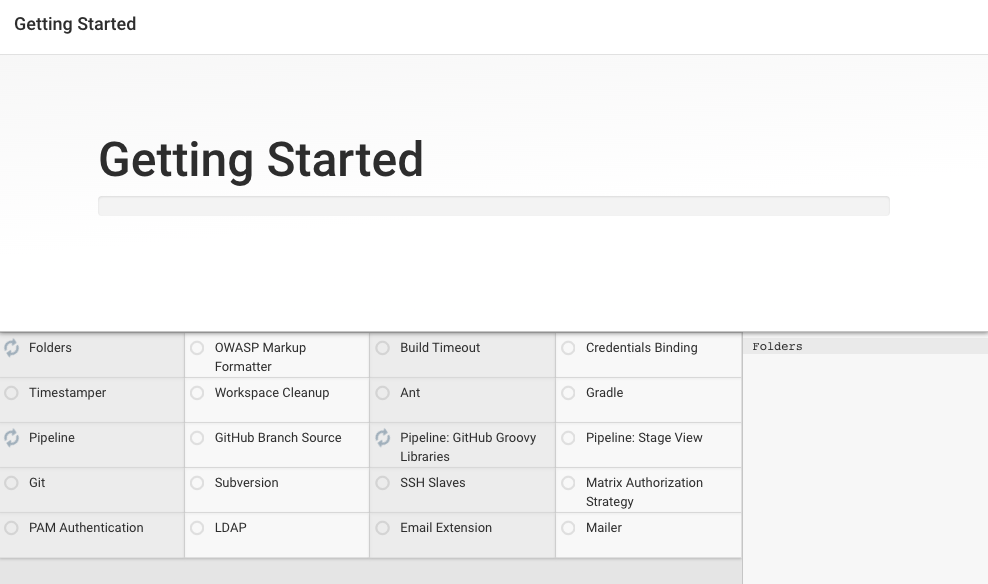 Getting Started
Getting Started
Folders
OWASP Markup
Formatter
Build Timeout
Credentials Binding
Folders
Timestamper
Workspace Cleanup
Ant
Gradle
Pipeline
GitHub Branch Source
Pipeline: GitHub Groovy
Libraries
Pipeline: Stage View
Git
Subversion
SSH Slaves
Matrix Authorization
Strategy
PAM Authentication
LDAP
Email Extension
Mailer